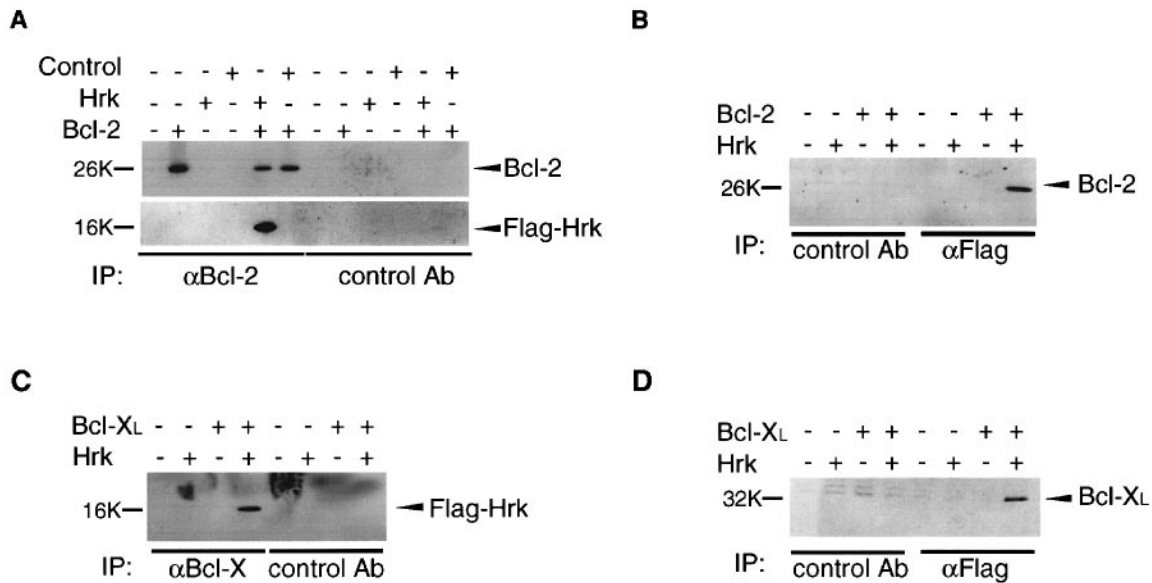 A
Control - - - + - + - - - + - +
Hrk - - + - + - - - + - + -
Bcl-2 - + - - + + - + - - + +
26K Bcl-2
16K Flag-Hrk
IP: αBcl-2 control Ab
B
Bcl-2 - - + + - - + +
Hrk - + - + - + - +
26K Bcl-2
IP: control Ab αFlag
C
Bcl-XL - - + + - - + +
Hrk - + - + - + - +
16K Flag-Hrk
IP: αBcl-X control Ab
D
Bcl-XL - - + + - - + +
Hrk - + - + - + - +
32K Bcl-XL
IP: control Ab αFlag